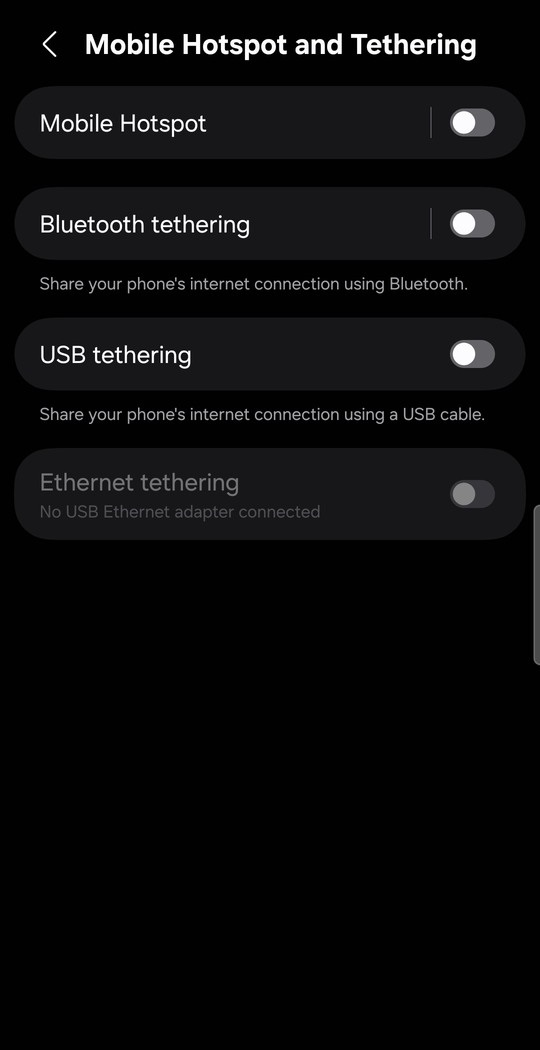 Mobile Hotspot and Tethering
Mobile Hotspot
Bluetooth tethering
Share your phone's internet connection using Bluetooth.
USB tethering
Share your phone's internet connection using a USB cable.
Ethernet tethering
No USB Ethernet adapter connected